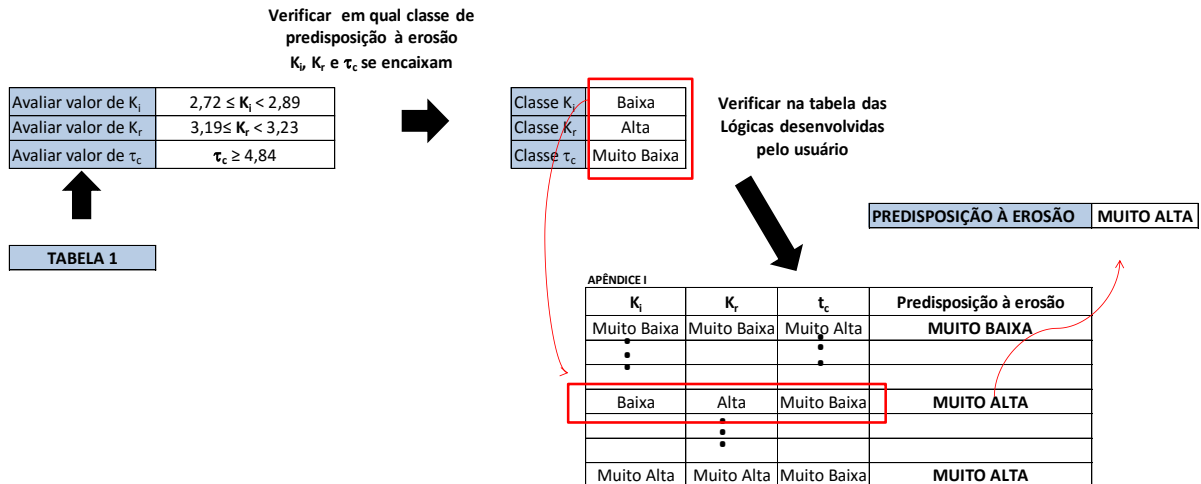 Verificar em qual classe de
predisposição à erosão
Ki, Kr e τc se encaixam
Avaliar valor de Ki 2,72 ≤ Ki < 2,89
Avaliar valor de Kr 3,19≤ Kr < 3,23
Avaliar valor de τc τc ≥ 4,84
TABELA 1
Classe Ki Baixa
Classe Kr Alta
Classe τc Muito Baixa
Verificar na tabela das
Lógicas desenvolvidas
pelo usuário
PREDISPOSIÇÃO À EROSÃO MUITO ALTA
APÊNDICE I
Ki Kr tc Predisposição à erosão
Muito Baixa Muito Baixa Muito Alta MUITO BAIXA
Baixa Alta Muito Baixa MUITO ALTA
Muito Alta Muito Alta Muito Baixa MUITO ALTA